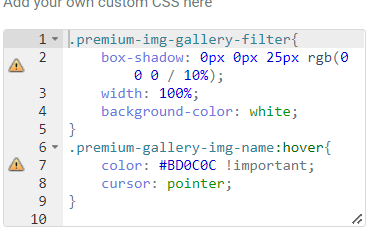 Add your own custom CSS here
1 .premium-img-gallery-filter{
2 box-shadow: 0px 0px 25px rgb(0
0 0 / 10%);
3 width: 100%;
4 background-color: white;
5 }
6 .premium-gallery-img-name:hover{
7 color: #BD0C0C !important;
8 cursor: pointer;
9 }
10